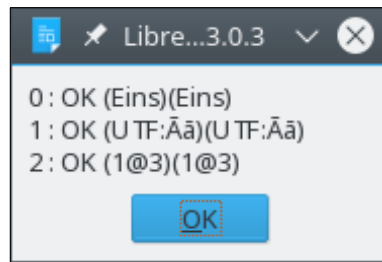 Libre...3.0.3
0 : OK (Eins)(Eins)
1 : OK (UTF:Āā)(UTF:Āā)
2 : OK (1@3)(1@3)
OK